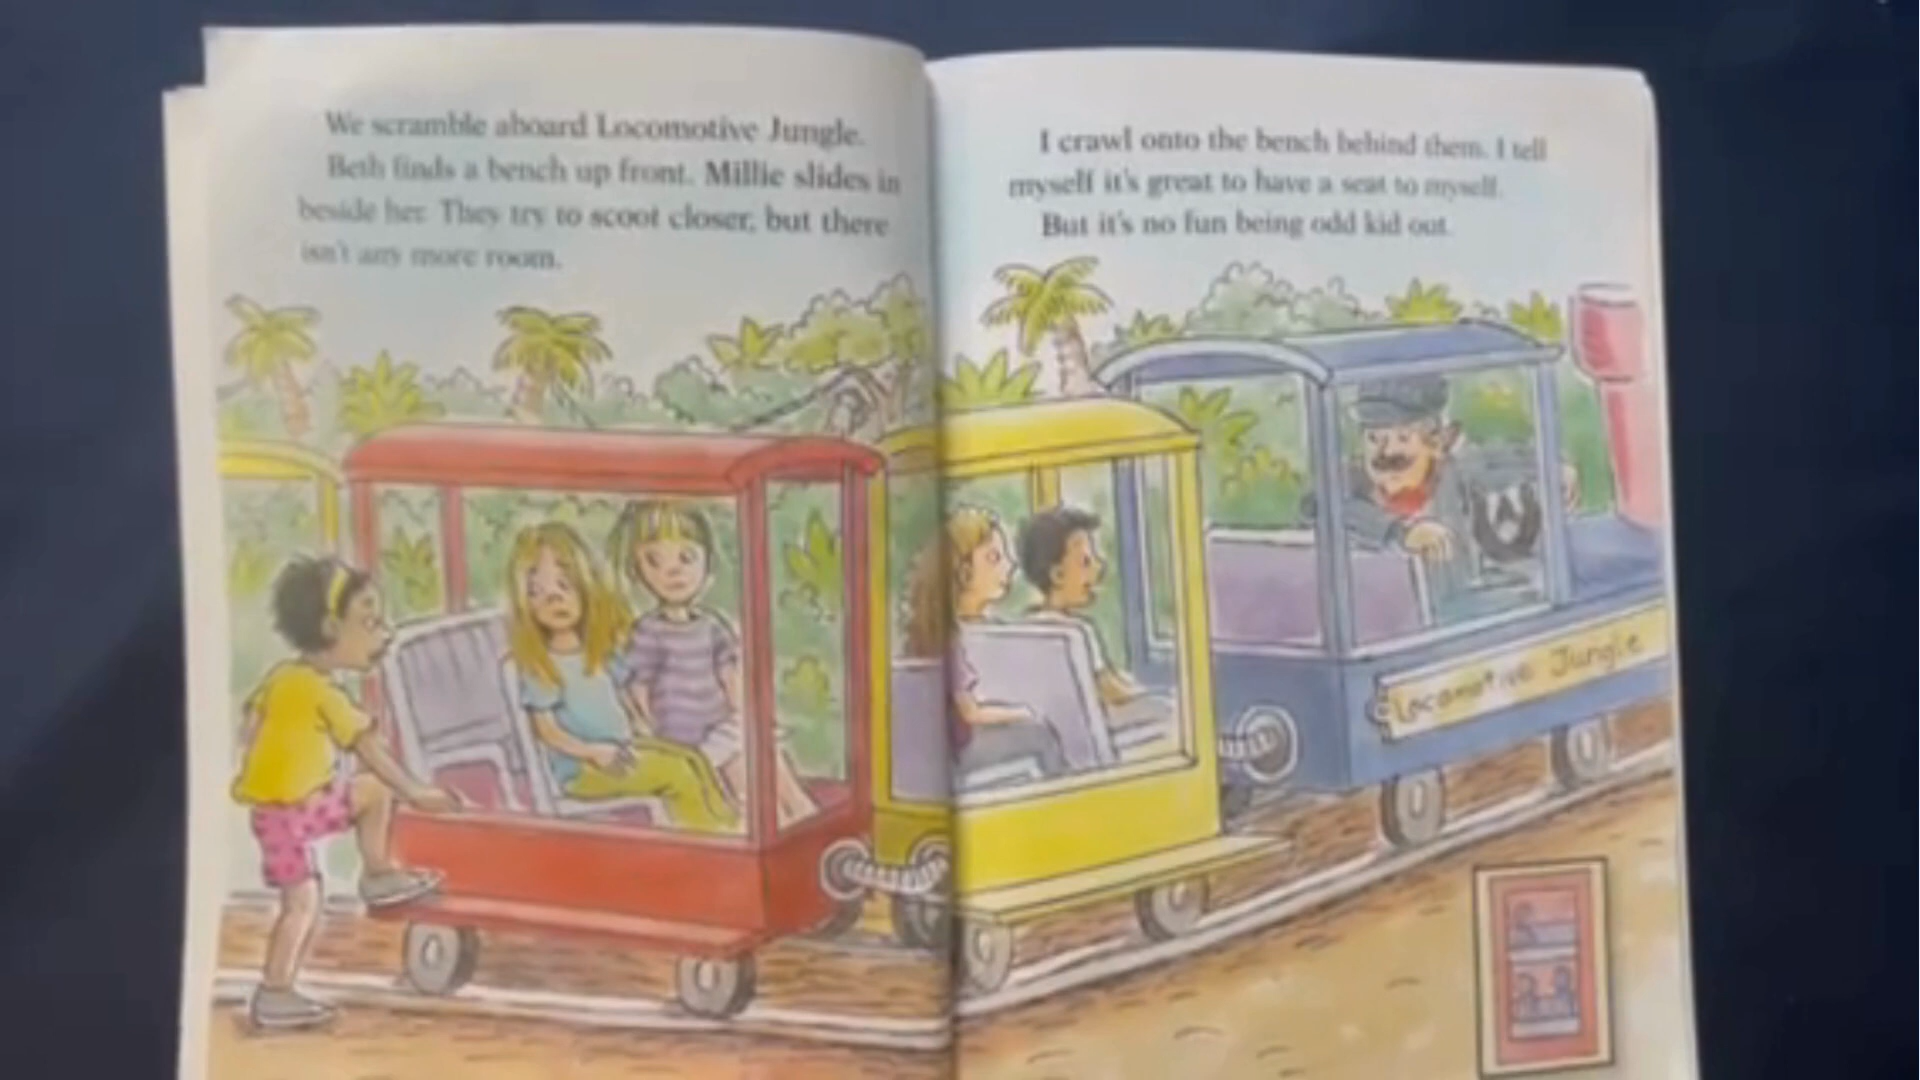 We scramble aboard Locomotive Jungle.
Beth finds a bench up front. Millie slides in
beside her. They try to scoot closer, but there
isn't any more room.
I crawl onto the bench behind them. I tell
myself it's great to have a seat to myself.
But it's no fun being odd kid out.
Locomotive Jungle